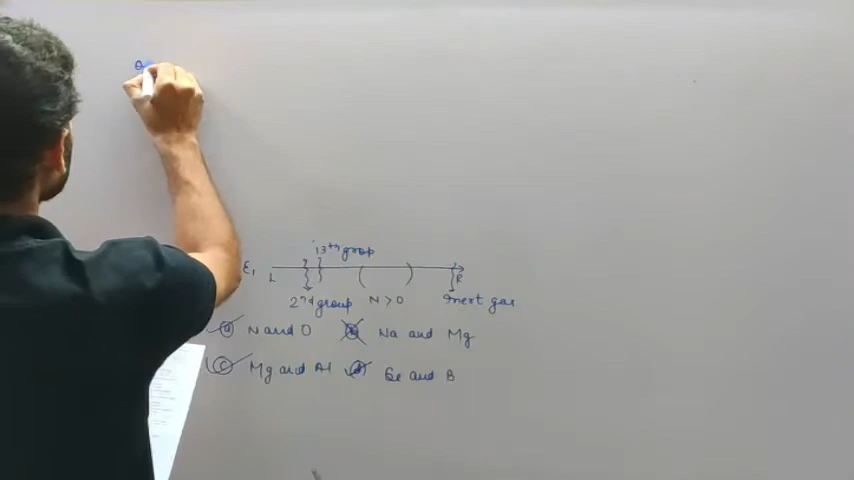 Q
13th group
E₁
L R
2nd group N > O Inert gas
(a) N and O (b) Na and Mg
(c) Mg and Al (d) Be and B